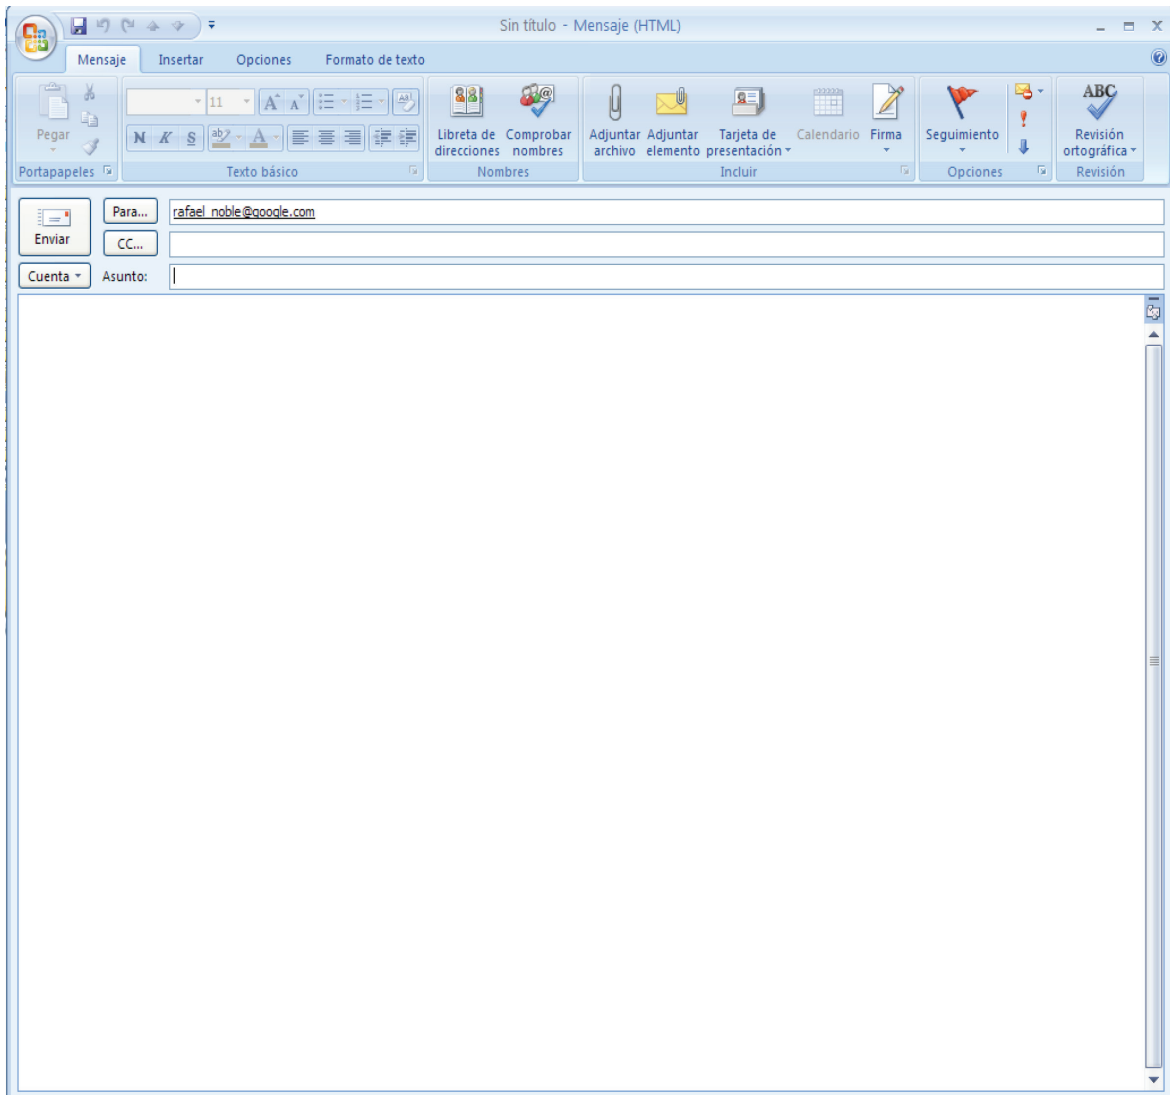 Sin título - Mensaje (HTML)
Mensaje Insertar Opciones Formato de texto
11
ABC
Pegar
N K S
Libreta de direcciones
Comprobar nombres
Adjuntar archivo
Adjuntar elemento
Tarjeta de presentación
Calendario
Firma
Seguimiento
Revisión ortográfica
Portapapeles Texto básico Nombres Incluir Opciones Revisión
Enviar
Para... rafael_noble@google.com
CC...
Cuenta Asunto: